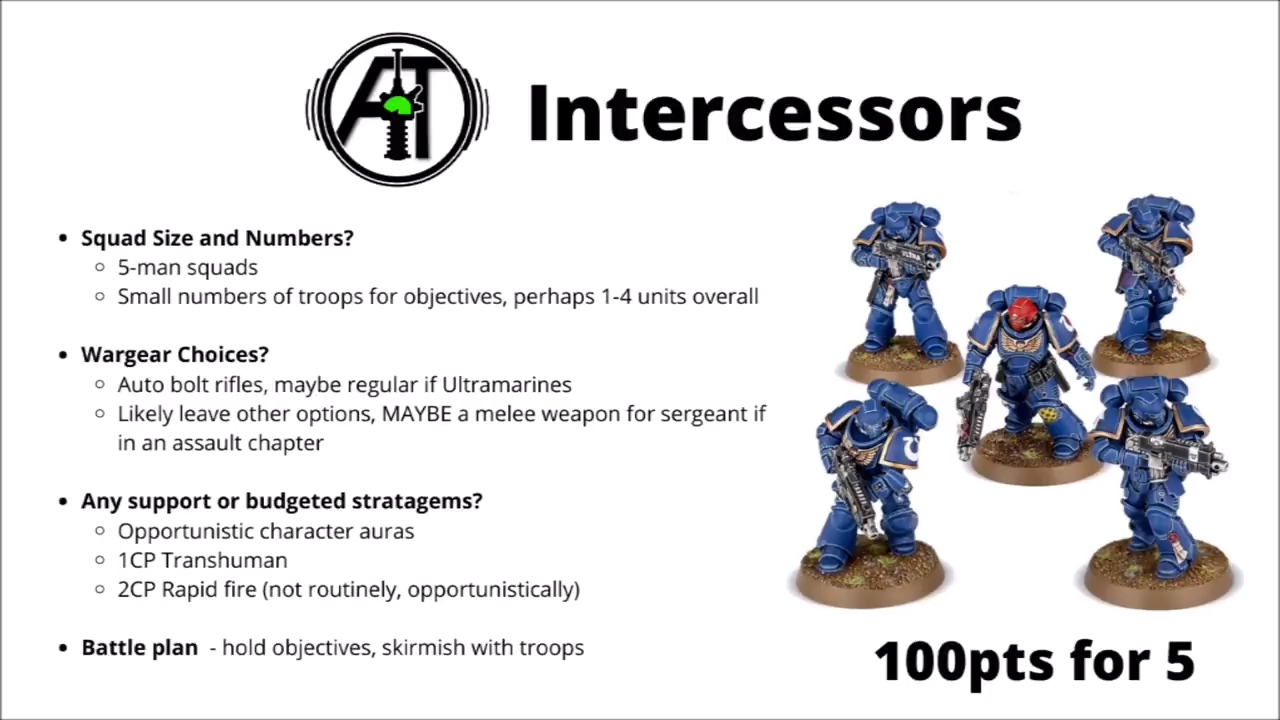 AT
Intercessors
• Squad Size and Numbers?
○ 5-man squads
○ Small numbers of troops for objectives, perhaps 1-4 units overall
• Wargear Choices?
○ Auto bolt rifles, maybe regular if Ultramarines
○ Likely leave other options, MAYBE a melee weapon for sergeant if
in an assault chapter
• Any support or budgeted stratagems?
○ Opportunistic character auras
○ 1CP Transhuman
○ 2CP Rapid fire (not routinely, opportunistically)
• Battle plan - hold objectives, skirmish with troops
100pts for 5